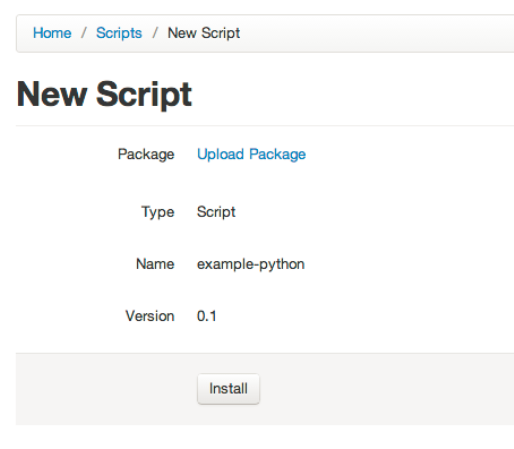 Home / Scripts / New Script
New Script
Package Upload Package
Type Script
Name example-python
Version 0.1
Install